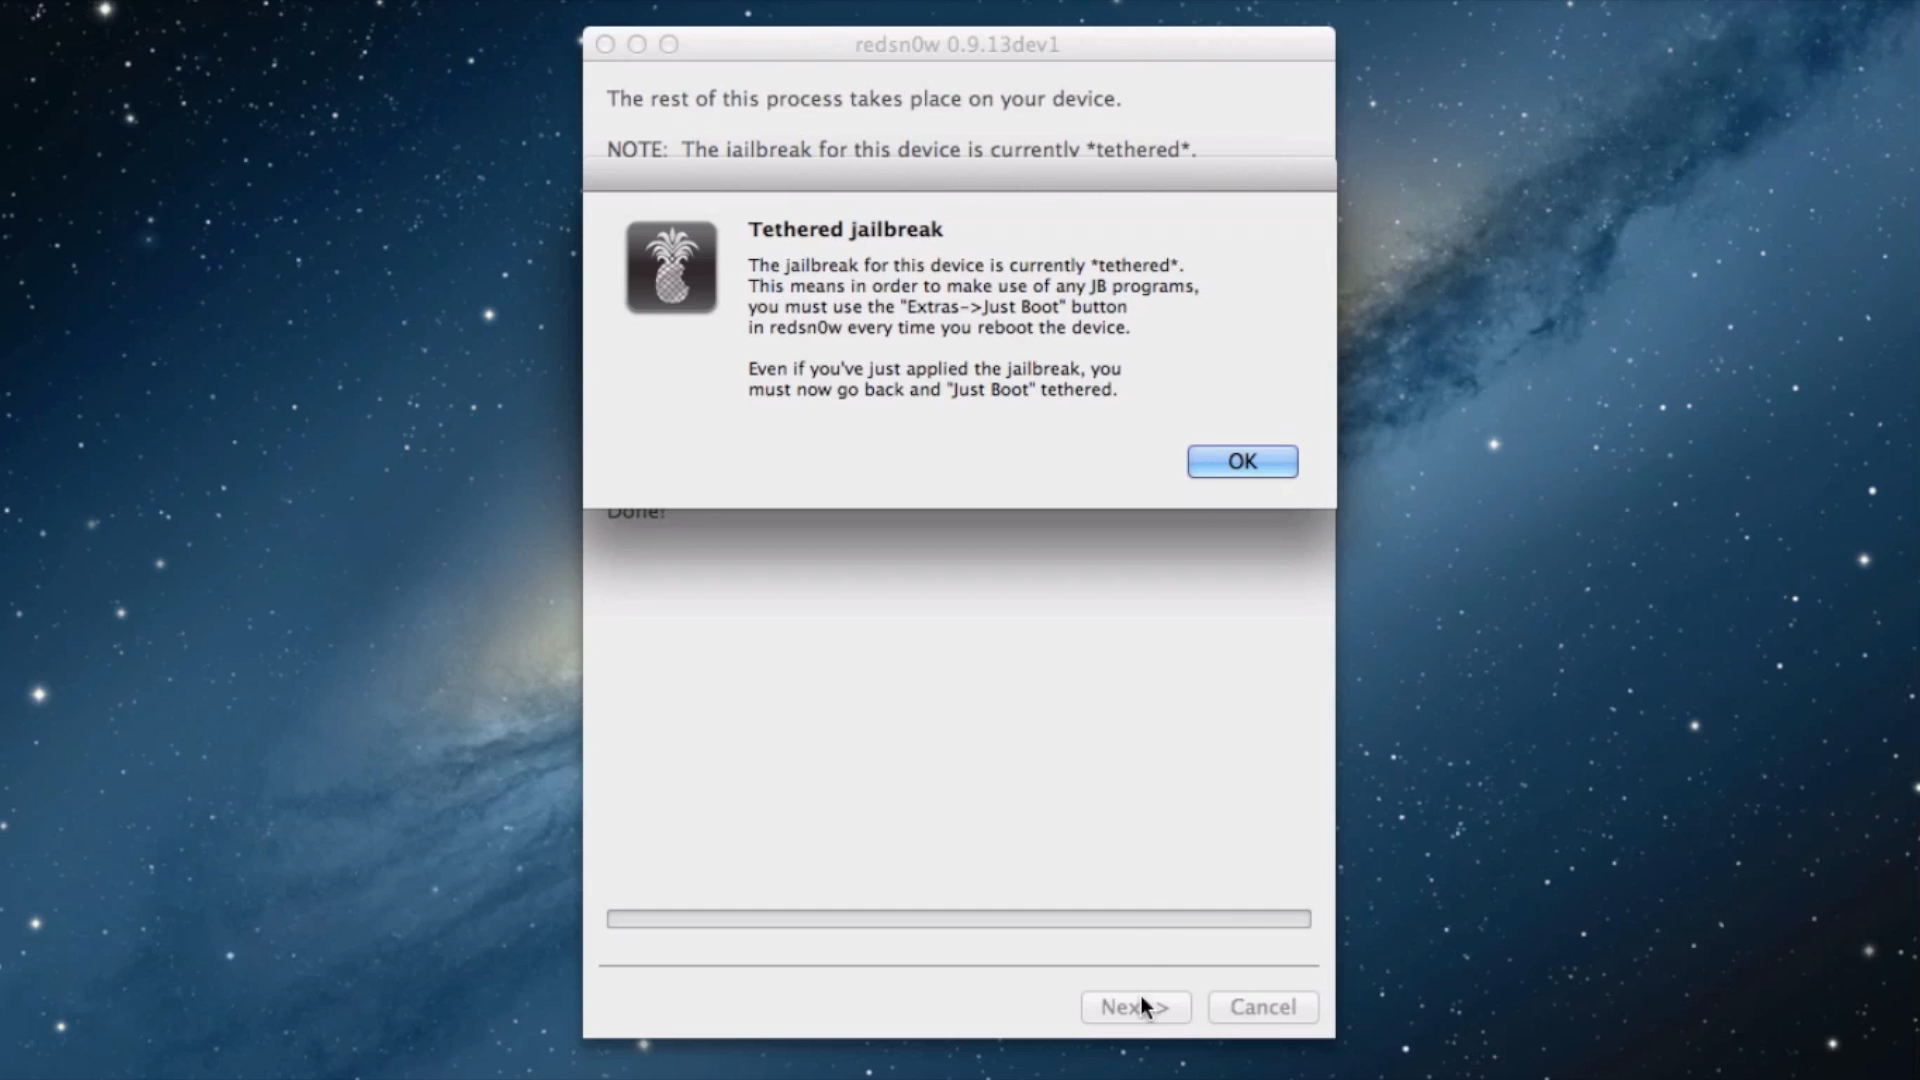 redsn0w 0.9.13dev1
The rest of this process takes place on your device.
NOTE:  The jailbreak for this device is currently *tethered*.
Tethered jailbreak
The jailbreak for this device is currently *tethered*.
This means in order to make use of any JB programs,
you must use the "Extras->Just Boot" button
in redsn0w every time you reboot the device.
Even if you've just applied the jailbreak, you
must now go back and "Just Boot" tethered.
OK
Done!
Next >
Cancel